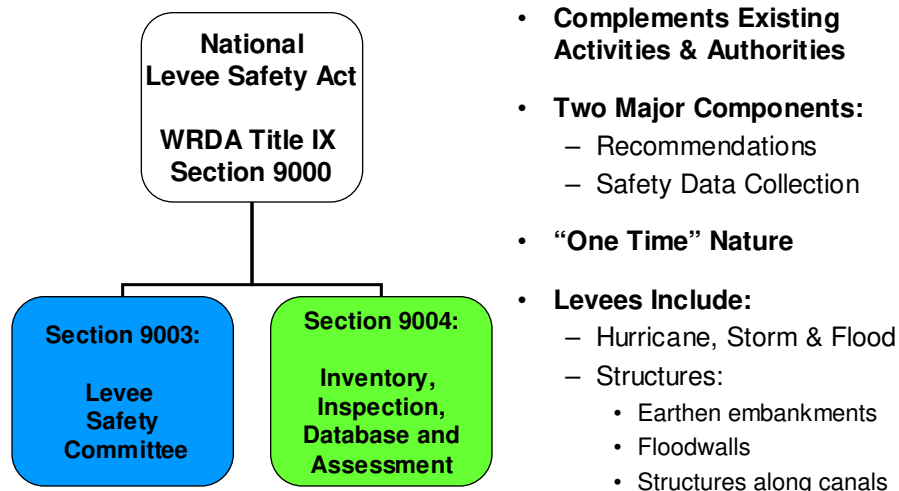 National
Levee Safety Act
WRDA Title IX
Section 9000
Section 9003:
Levee
Safety
Committee
Section 9004:
Inventory,
Inspection,
Database and
Assessment
• Complements Existing
Activities & Authorities
• Two Major Components:
– Recommendations
– Safety Data Collection
• “One Time” Nature
• Levees Include:
– Hurricane, Storm & Flood
– Structures:
• Earthen embankments
• Floodwalls
• Structures along canals